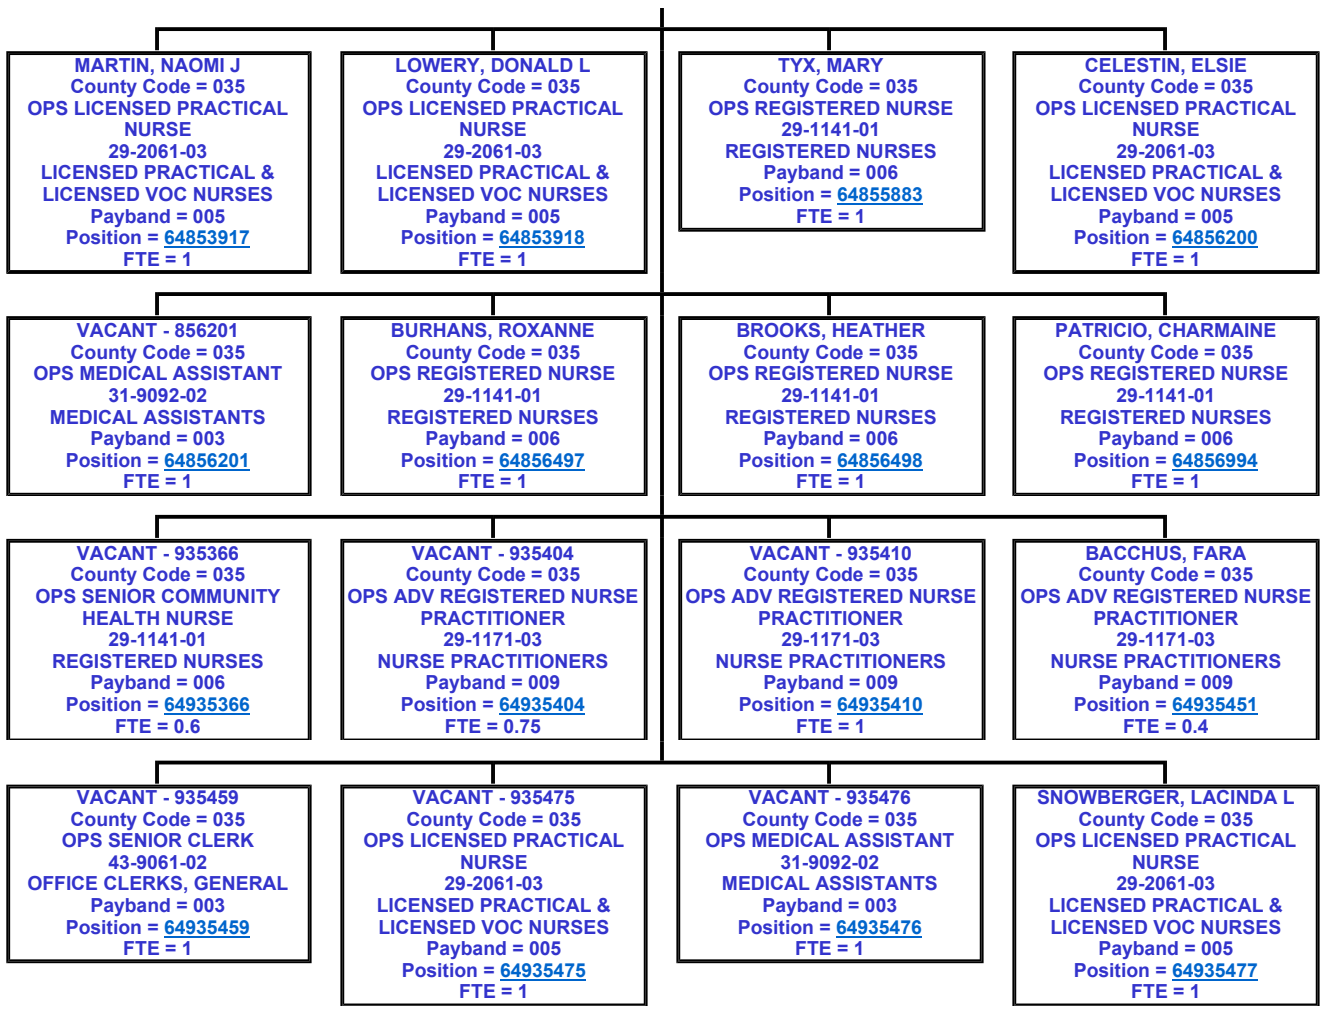 MARTIN, NAOMI J
County Code = 035
OPS LICENSED PRACTICAL
NURSE
29-2061-03
LICENSED PRACTICAL &
LICENSED VOC NURSES
Payband = 005
Position = 64853917
FTE = 1
LOWERY, DONALD L
County Code = 035
OPS LICENSED PRACTICAL
NURSE
29-2061-03
LICENSED PRACTICAL &
LICENSED VOC NURSES
Payband = 005
Position = 64853918
FTE = 1
TYX, MARY
County Code = 035
OPS REGISTERED NURSE
29-1141-01
REGISTERED NURSES
Payband = 006
Position = 64855883
FTE = 1
CELESTIN, ELSIE
County Code = 035
OPS LICENSED PRACTICAL
NURSE
29-2061-03
LICENSED PRACTICAL &
LICENSED VOC NURSES
Payband = 005
Position = 64856200
FTE = 1
VACANT - 856201
County Code = 035
OPS MEDICAL ASSISTANT
31-9092-02
MEDICAL ASSISTANTS
Payband = 003
Position = 64856201
FTE = 1
BURHANS, ROXANNE
County Code = 035
OPS REGISTERED NURSE
29-1141-01
REGISTERED NURSES
Payband = 006
Position = 64856497
FTE = 1
BROOKS, HEATHER
County Code = 035
OPS REGISTERED NURSE
29-1141-01
REGISTERED NURSES
Payband = 006
Position = 64856498
FTE = 1
PATRICIO, CHARMAINE
County Code = 035
OPS REGISTERED NURSE
29-1141-01
REGISTERED NURSES
Payband = 006
Position = 64856994
FTE = 1
VACANT - 935366
County Code = 035
OPS SENIOR COMMUNITY
HEALTH NURSE
29-1141-01
REGISTERED NURSES
Payband = 006
Position = 64935366
FTE = 0.6
VACANT - 935404
County Code = 035
OPS ADV REGISTERED NURSE
PRACTITIONER
29-1171-03
NURSE PRACTITIONERS
Payband = 009
Position = 64935404
FTE = 0.75
VACANT - 935410
County Code = 035
OPS ADV REGISTERED NURSE
PRACTITIONER
29-1171-03
NURSE PRACTITIONERS
Payband = 009
Position = 64935410
FTE = 1
BACCHUS, FARA
County Code = 035
OPS ADV REGISTERED NURSE
PRACTITIONER
29-1171-03
NURSE PRACTITIONERS
Payband = 009
Position = 64935451
FTE = 0.4
VACANT - 935459
County Code = 035
OPS SENIOR CLERK
43-9061-02
OFFICE CLERKS, GENERAL
Payband = 003
Position = 64935459
FTE = 1
VACANT - 935475
County Code = 035
OPS LICENSED PRACTICAL
NURSE
29-2061-03
LICENSED PRACTICAL &
LICENSED VOC NURSES
Payband = 005
Position = 64935475
FTE = 1
VACANT - 935476
County Code = 035
OPS MEDICAL ASSISTANT
31-9092-02
MEDICAL ASSISTANTS
Payband = 003
Position = 64935476
FTE = 1
SNOWBERGER, LACINDA L
County Code = 035
OPS LICENSED PRACTICAL
NURSE
29-2061-03
LICENSED PRACTICAL &
LICENSED VOC NURSES
Payband = 005
Position = 64935477
FTE = 1